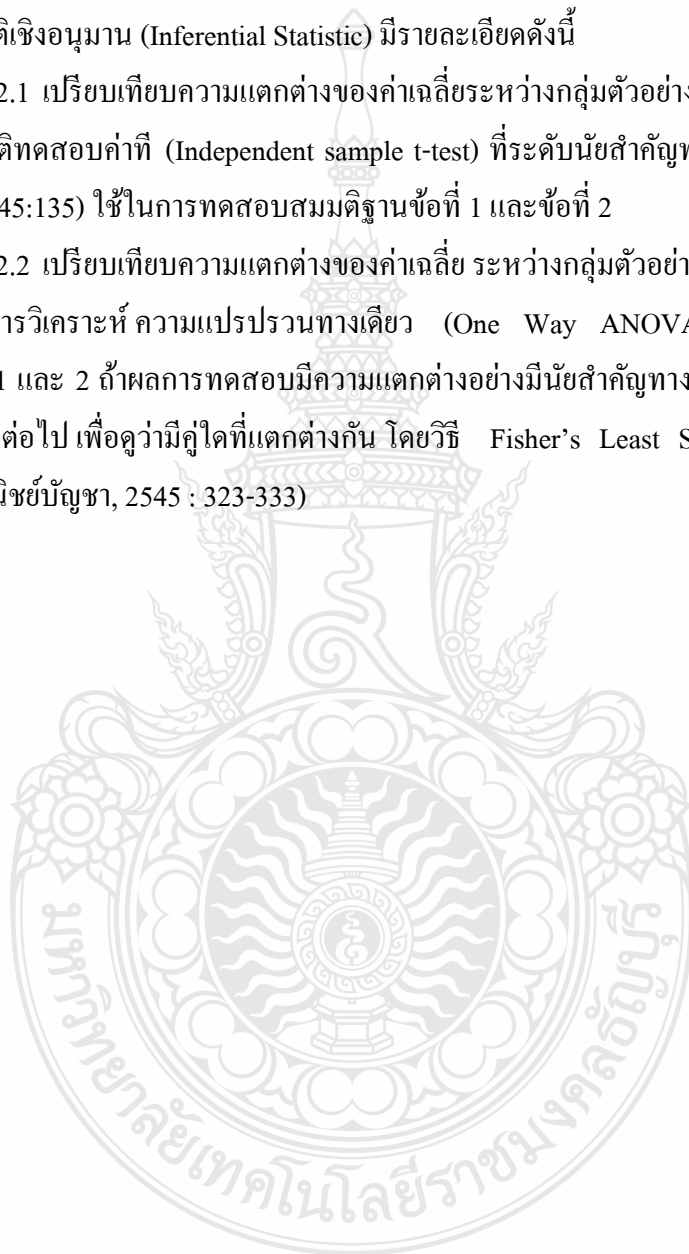 ติเชิงอนุมาน (Inferential Statistic) มีรายละเอียดดังนี้
2.1 เปรียบเทียบความแตกต่างของค่าเฉลี่ยระหว่างกลุ่มตัวอย่าง
ติทดสอบค่าที (Independent sample t-test) ที่ระดับนัยสำคัญท
45:135) ใช้ในการทดสอบสมมติฐานข้อที่ 1 และข้อที่ 2
2.2 เปรียบเทียบความแตกต่างของค่าเฉลี่ย ระหว่างกลุ่มตัวอย่า
ารวิเคราะห์ ความแปรปรวนทางเดียว (One Way ANOVA
1 และ 2 ถ้าผลการทดสอบมีความแตกต่างอย่างมีนัยสำคัญทาง
ต่อไป เพื่อดูว่ามีคู่ใดที่แตกต่างกัน โดยวิธี Fisher’s Least S
นิชย์บัญชา, 2545 : 323-333)
มหาวิทยาลัยเทคโนโลยีราชมงคลธัญบุรี